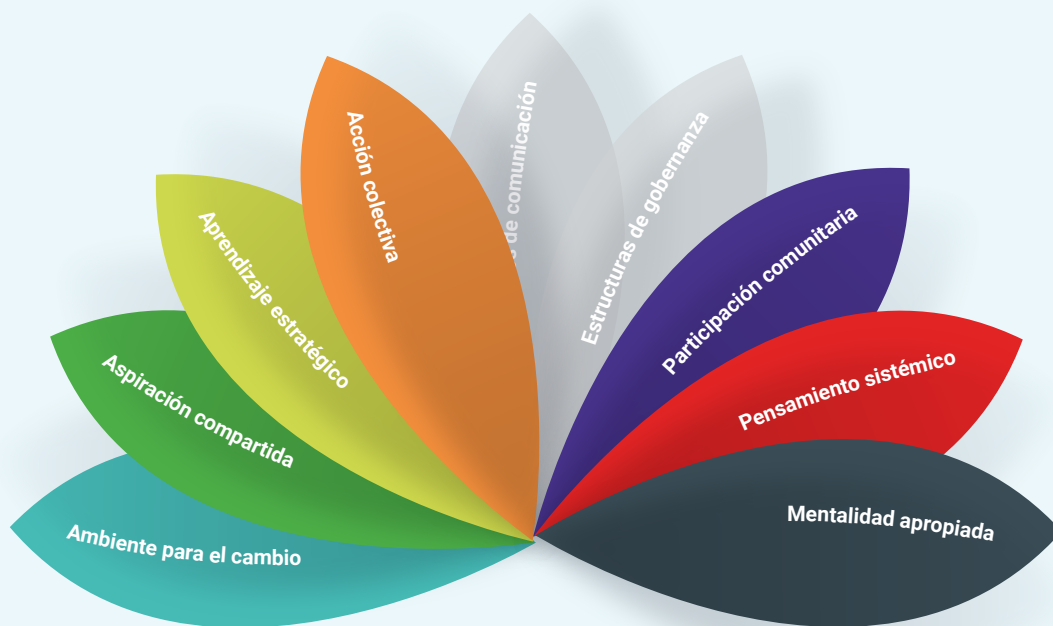 Ambiente para el cambio
Aspiración compartida
Aprendizaje estratégico
Acción colectiva
de comunicación
Estructuras de gobernanza
Participación comunitaria
Pensamiento sistémico
Mentalidad apropiada